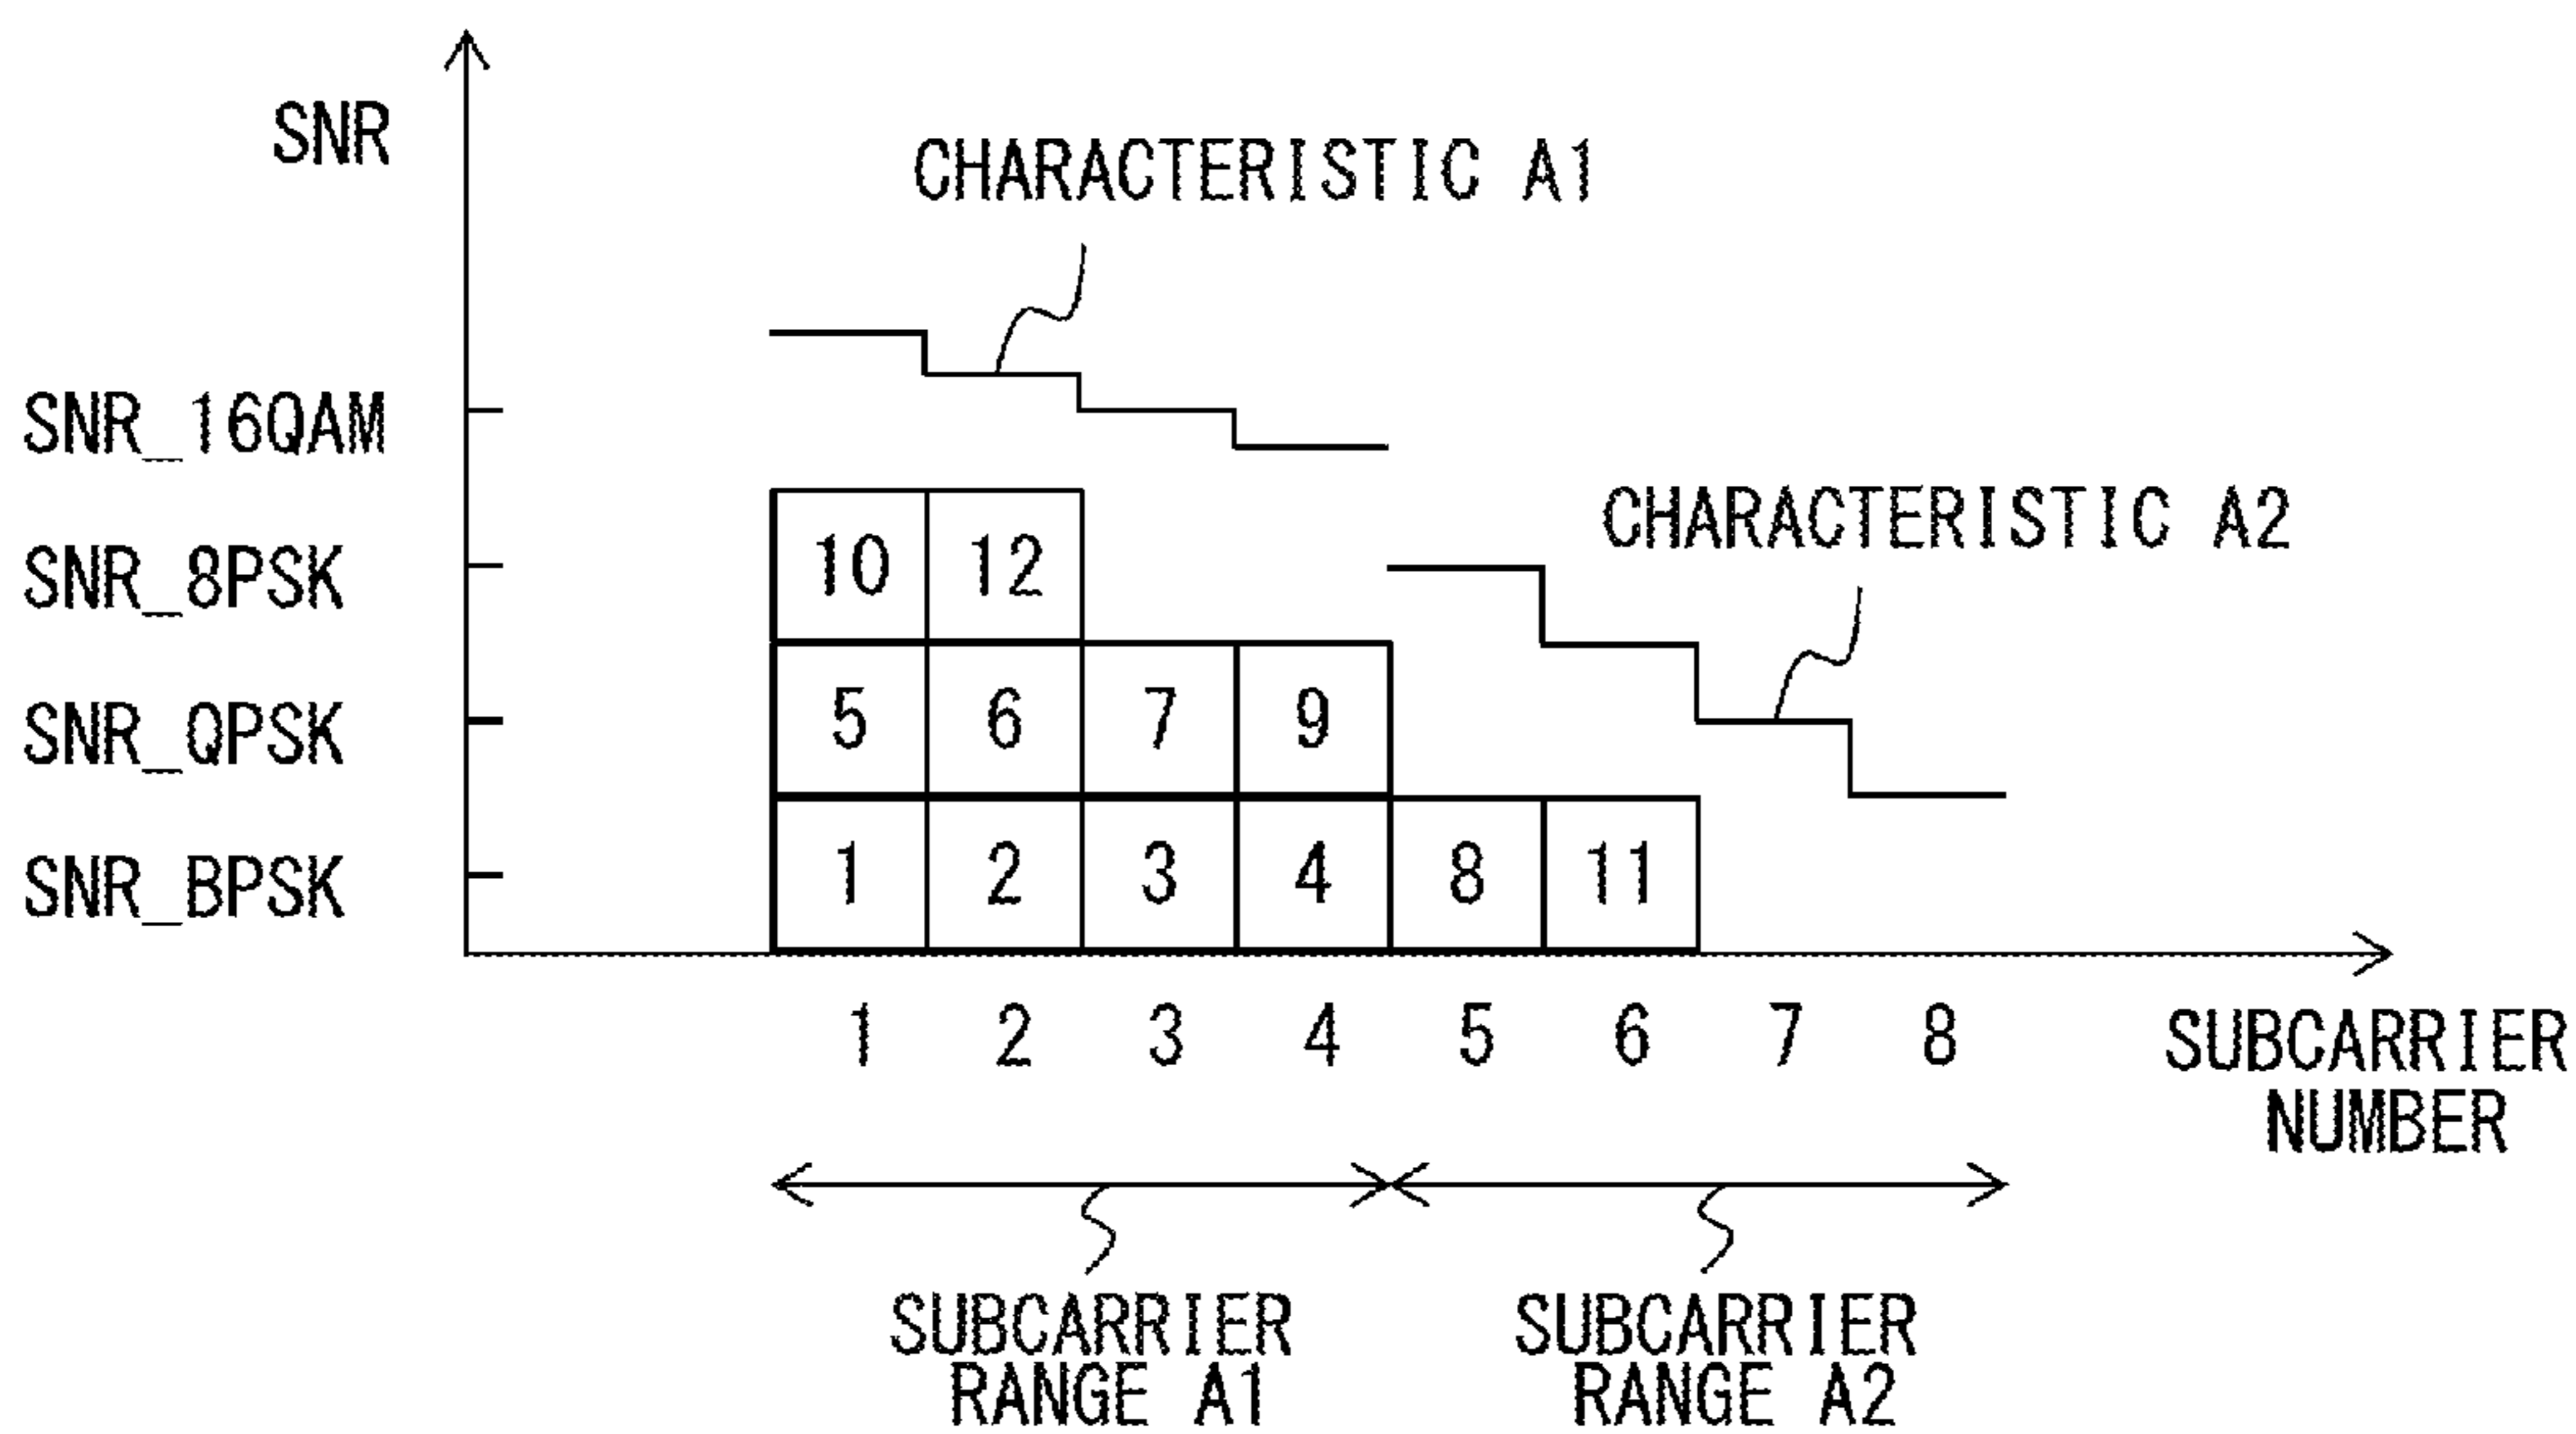 SNR
CHARACTERISTIC A1
SNR_16QAM
CHARACTERISTIC A2
10 12
SNR_8PSK
5 6 7 9
SNR_QPSK
1 2 3 4 8 11
SNR_BPSK
1 2 3 4 5 6 7 8
SUBCARRIER
NUMBER
SUBCARRIER
RANGE A1
SUBCARRIER
RANGE A2